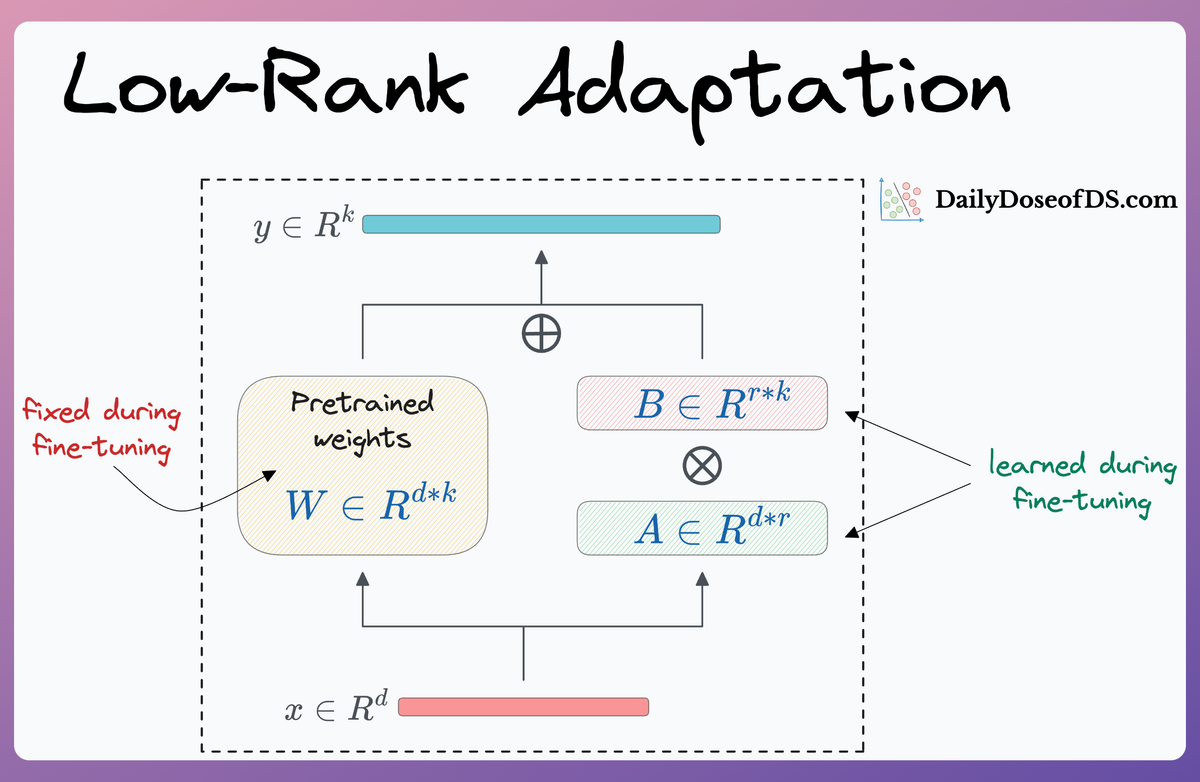 Low-Rank Adaptation
DailyDoseofDS.com
y ∈ R^k
Pretrained
weights
W ∈ R^{d*k}
B ∈ R^{r*k}
A ∈ R^{d*r}
fixed during
fine-tuning
learned during
fine-tuning
x ∈ R^d